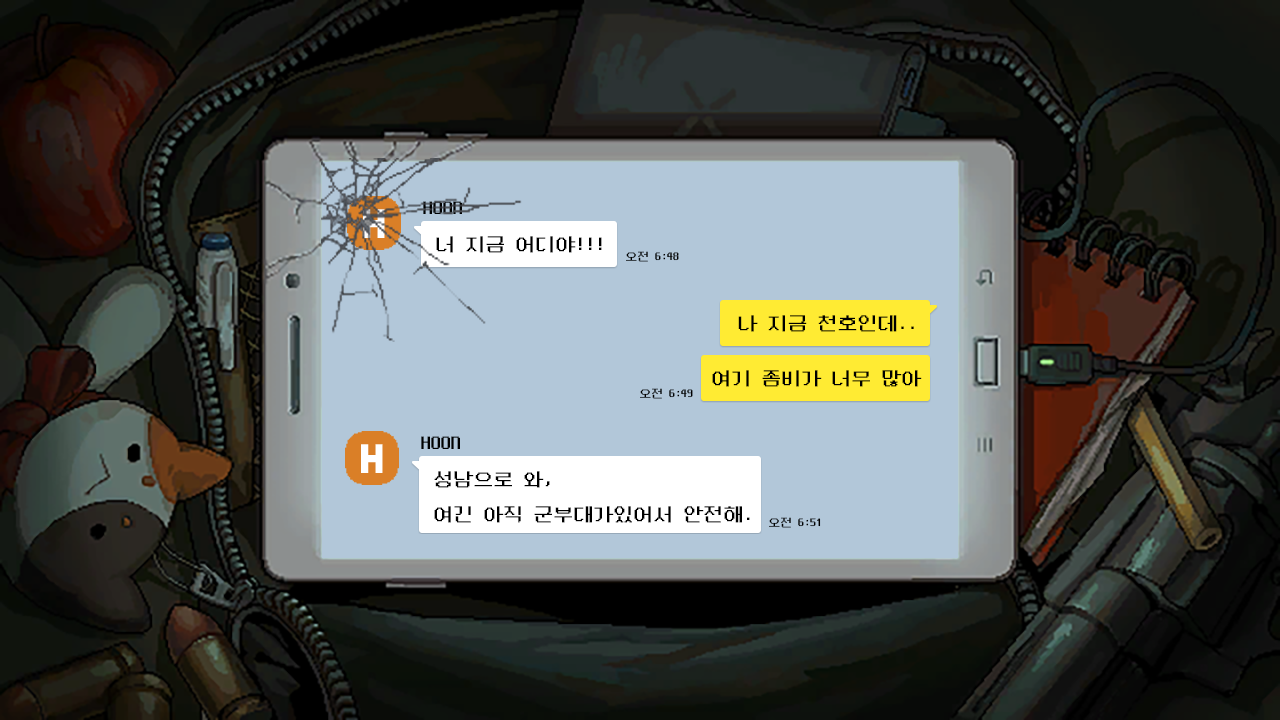 H
HOON
너 지금 어디야!!!
오전 6:48
나 지금 천호인데..
여기 좀비가 너무 많아
오전 6:49
H
HOON
성남으로 와,
여긴 아직 군부대가있어서 안전해.
오전 6:51